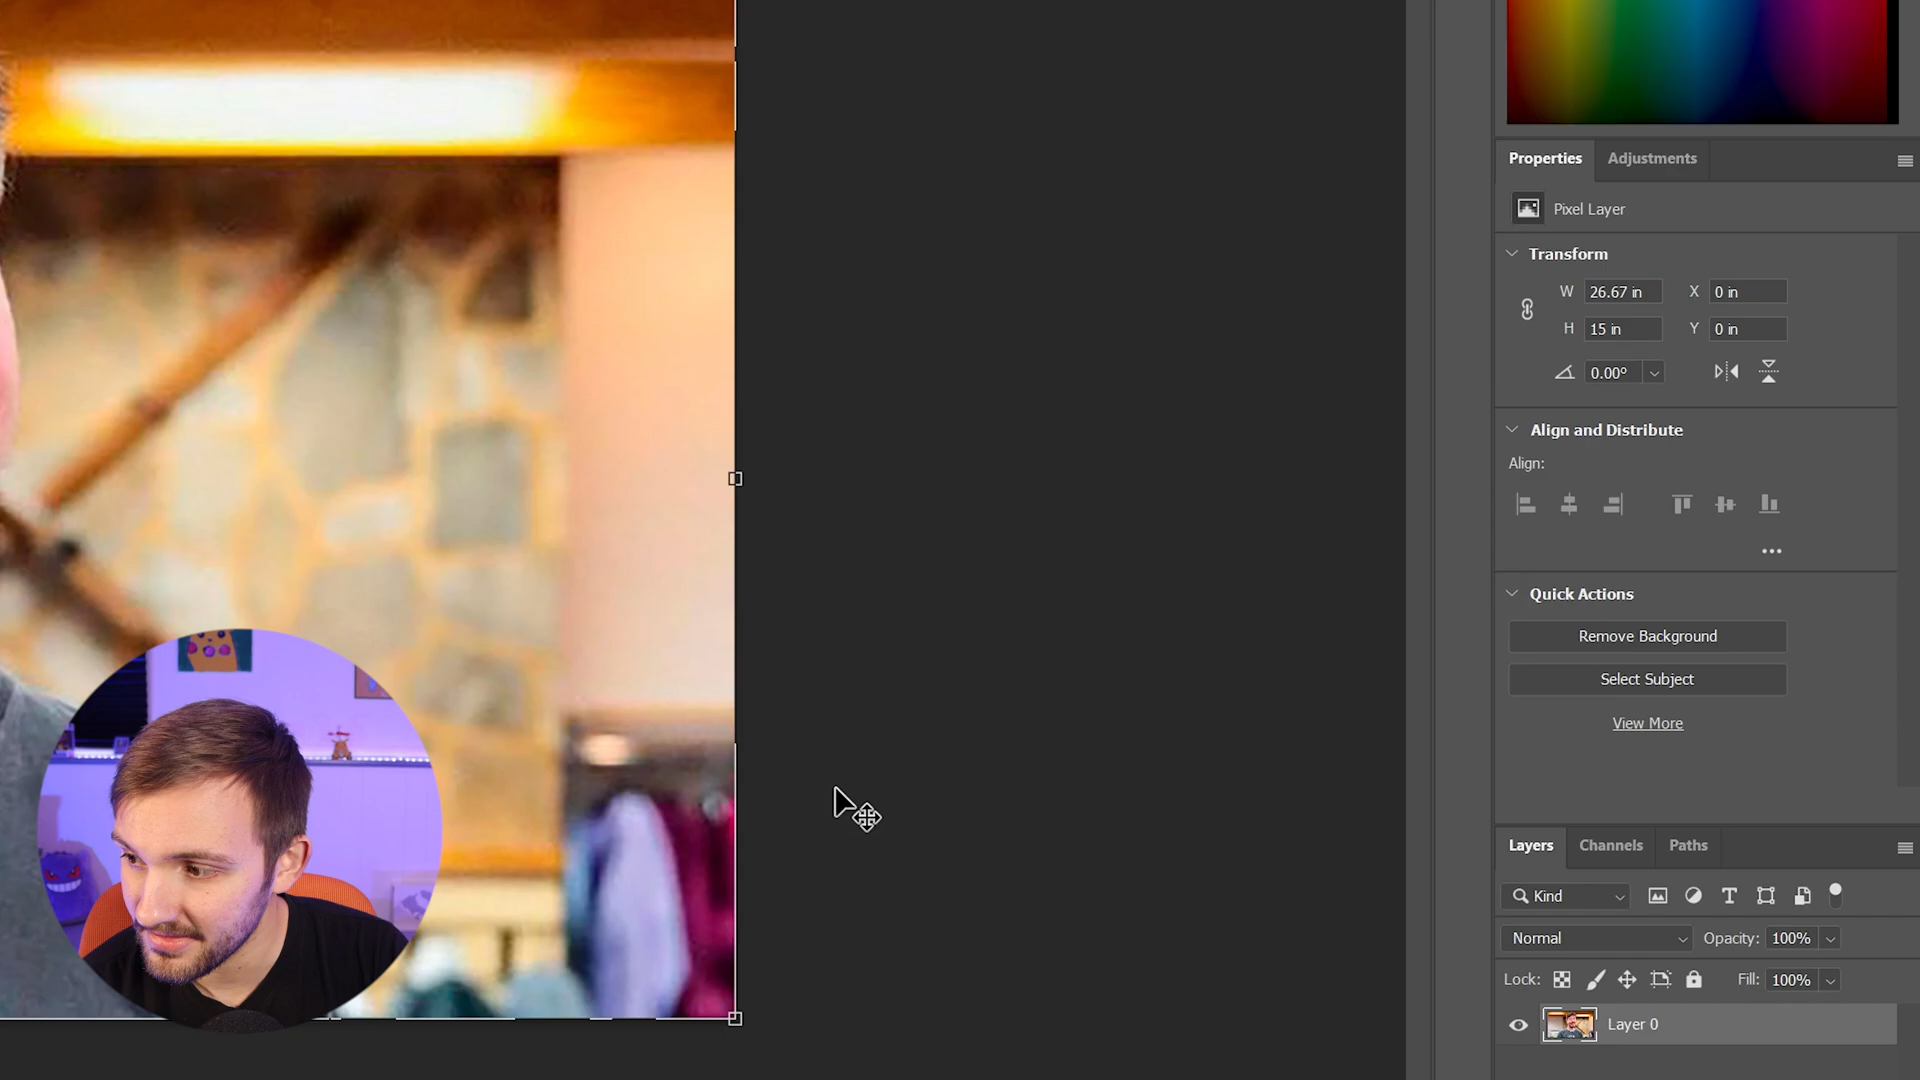 Properties
Adjustments
Pixel Layer
Transform
W 26.67 in X 0 in
H 15 in Y 0 in
0.00º
Align and Distribute
Align:
Quick Actions
Remove Background
Select Subject
View More
Layers
Channels
Paths
Kind
Normal
Opacity: 100%
Lock:
Fill: 100%
Layer 0